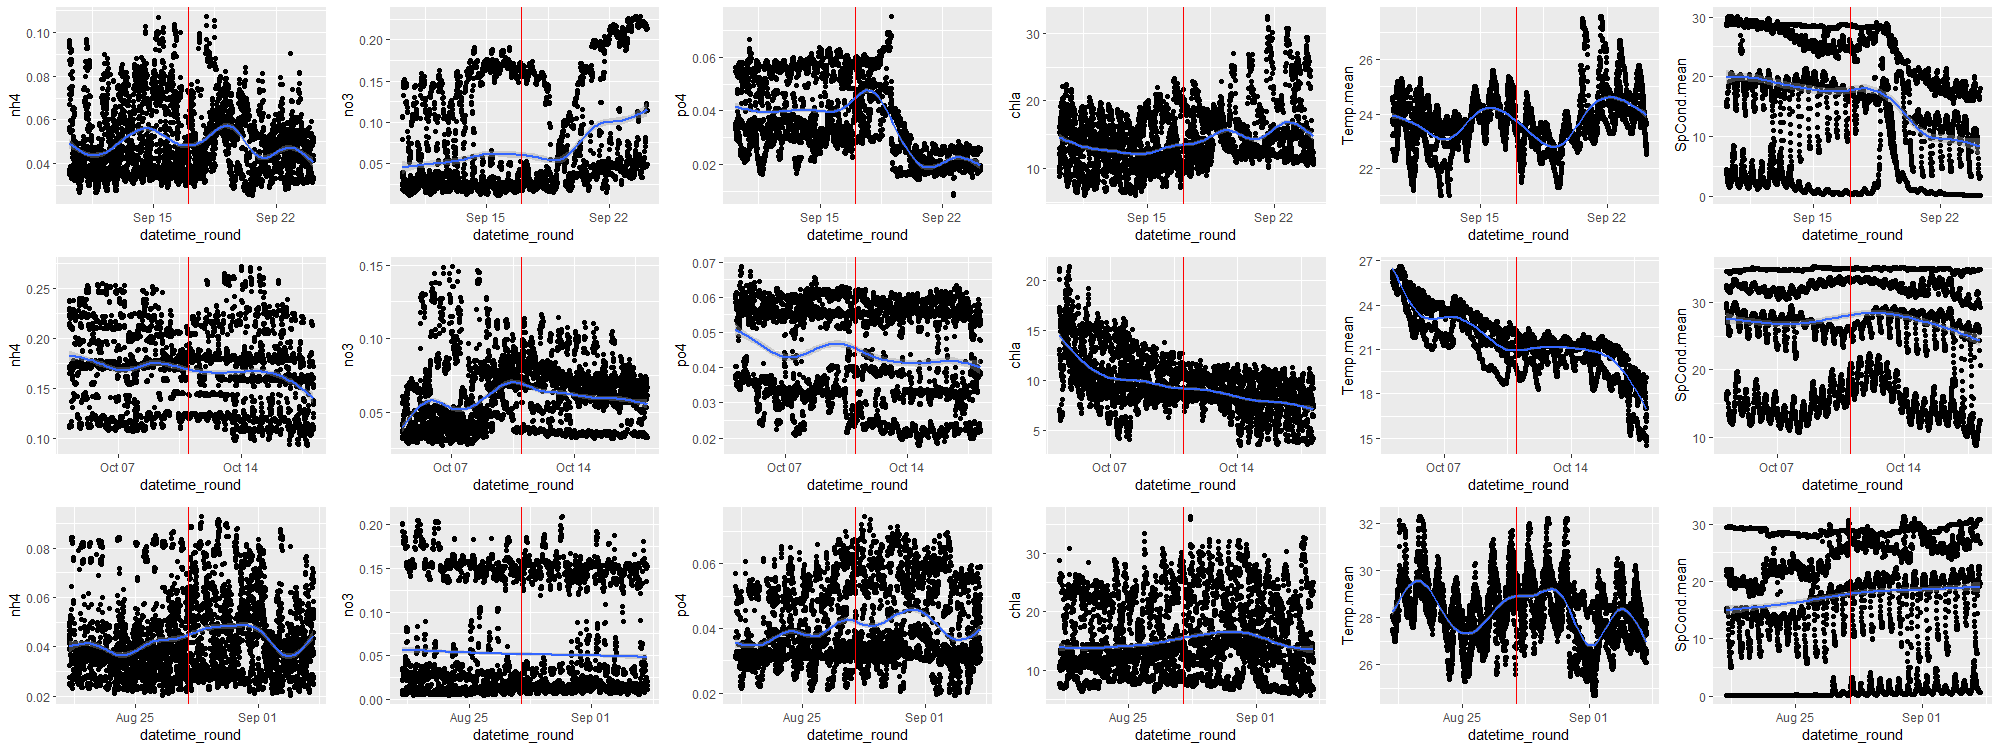 nh4
0.10
0.08
0.06
0.04
Sep 15
Sep 22
datetime_round
no3
0.20
0.15
0.10
0.05
Sep 15
Sep 22
datetime_round
po4
0.06
0.04
0.02
Sep 15
Sep 22
datetime_round
chla
30
20
10
Sep 15
Sep 22
datetime_round
Temp.mean
26
24
22
Sep 15
Sep 22
datetime_round
SpCond.mean
30
20
10
0
Sep 15
Sep 22
datetime_round
nh4
0.25
0.20
0.15
0.10
Oct 07
Oct 14
datetime_round
no3
0.15
0.10
0.05
Oct 07
Oct 14
datetime_round
po4
0.07
0.06
0.05
0.04
0.03
0.02
Oct 07
Oct 14
datetime_round
chla
20
15
10
5
Oct 07
Oct 14
datetime_round
Temp.mean
27
24
21
18
15
Oct 07
Oct 14
datetime_round
SpCond.mean
30
20
10
Oct 07
Oct 14
datetime_round
nh4
0.08
0.06
0.04
0.02
Aug 25
Sep 01
datetime_round
no3
0.20
0.15
0.10
0.05
0.00
Aug 25
Sep 01
datetime_round
po4
0.06
0.04
0.02
Aug 25
Sep 01
datetime_round
chla
30
20
10
Aug 25
Sep 01
datetime_round
Temp.mean
32
30
28
26
Aug 25
Sep 01
datetime_round
SpCond.mean
30
20
10
0
Aug 25
Sep 01
datetime_round